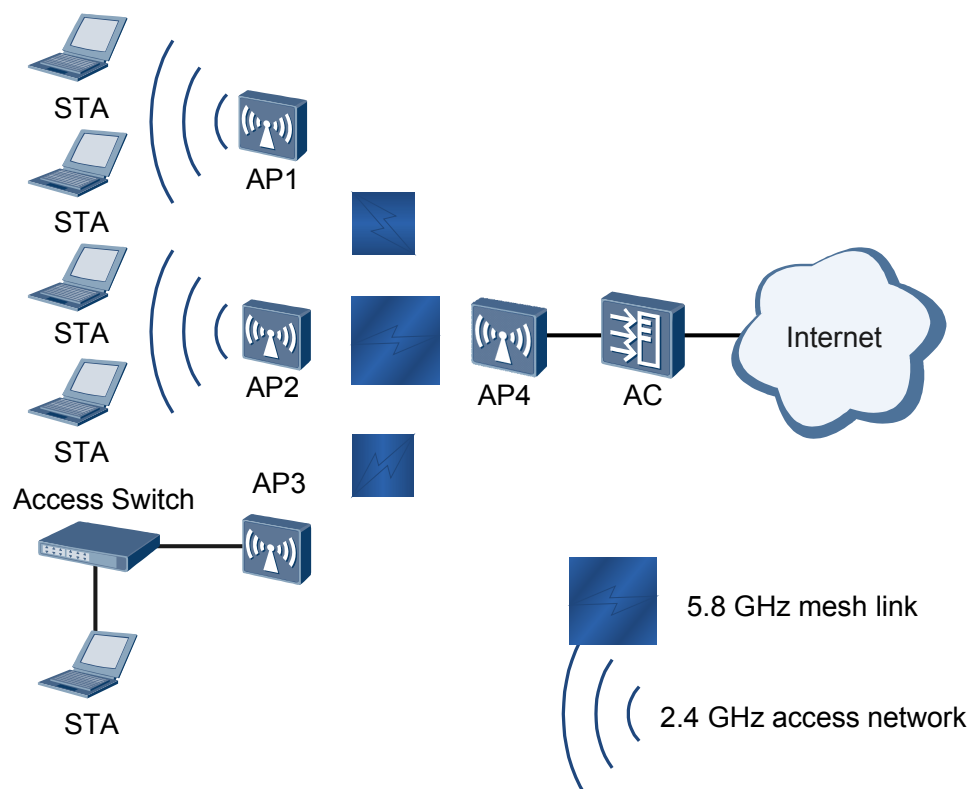 STA
AP1
STA
STA
AP2
AP4
AC
Internet
STA
AP3
Access Switch
STA
5.8 GHz mesh link
2.4 GHz access network